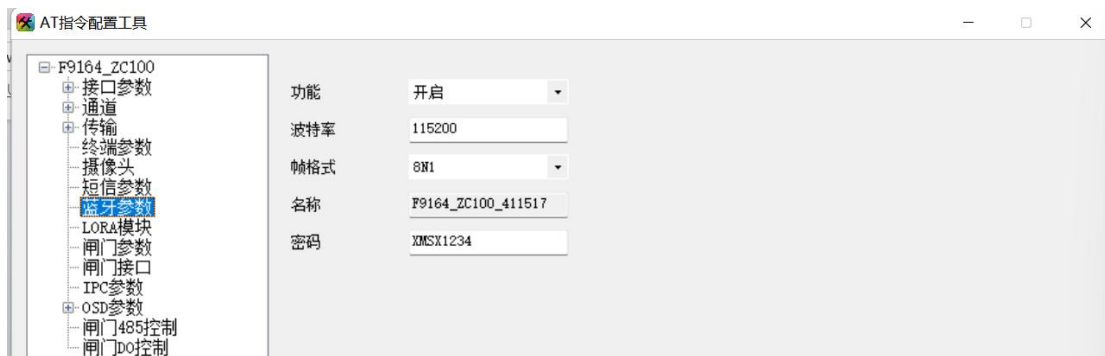 AT指令配置工具
F9164_ZC100
接口参数
通道
传输
终端参数
摄像头
短信参数
蓝牙参数
LORA模块
闸门参数
闸门接口
IPC参数
OSD参数
闸门485控制
闸门DO控制
功能 开启
波特率 115200
帧格式 8N1
名称 F9164_ZC100_411517
密码 XMSX1234